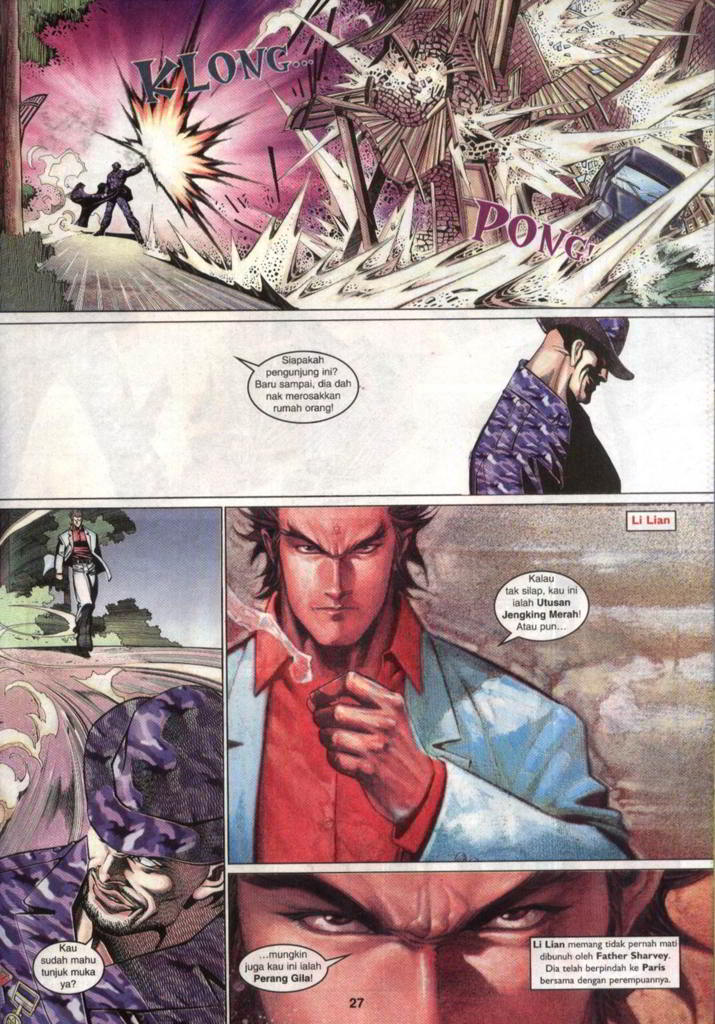 KLONG...
PONG!
Siapakah
pengunjung ini?
Baru sampai, dia dah
nak merosakkan
rumah orang!
Li Lian
Kalau
tak silap, kau ini
ialah Utusan
Jengking Merah!
Atau pun...
Kau
sudah mahu
tunjuk muka
ya?
...mungkin
juga kau ini ialah
Perang Gila!
Li Lian memang tidak pernah mati
dibunuh oleh Father Sharvey.
Dia telah berpindah ke Paris
bersama dengan perempuannya.
27